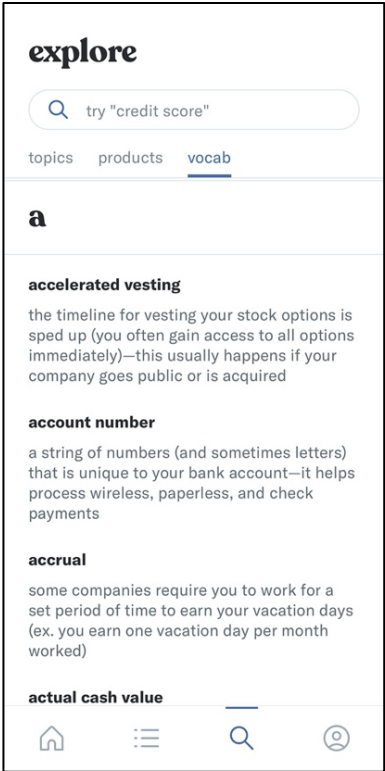 explore
try "credit score"
topics products vocab
a
accelerated vesting
the timeline for vesting your stock options is
sped up (you often gain access to all options
immediately)—this usually happens if your
company goes public or is acquired
account number
a string of numbers (and sometimes letters)
that is unique to your bank account—it helps
process wireless, paperless, and check
payments
accrual
some companies require you to work for a
set period of time to earn your vacation days
(ex. you earn one vacation day per month
worked)
actual cash value